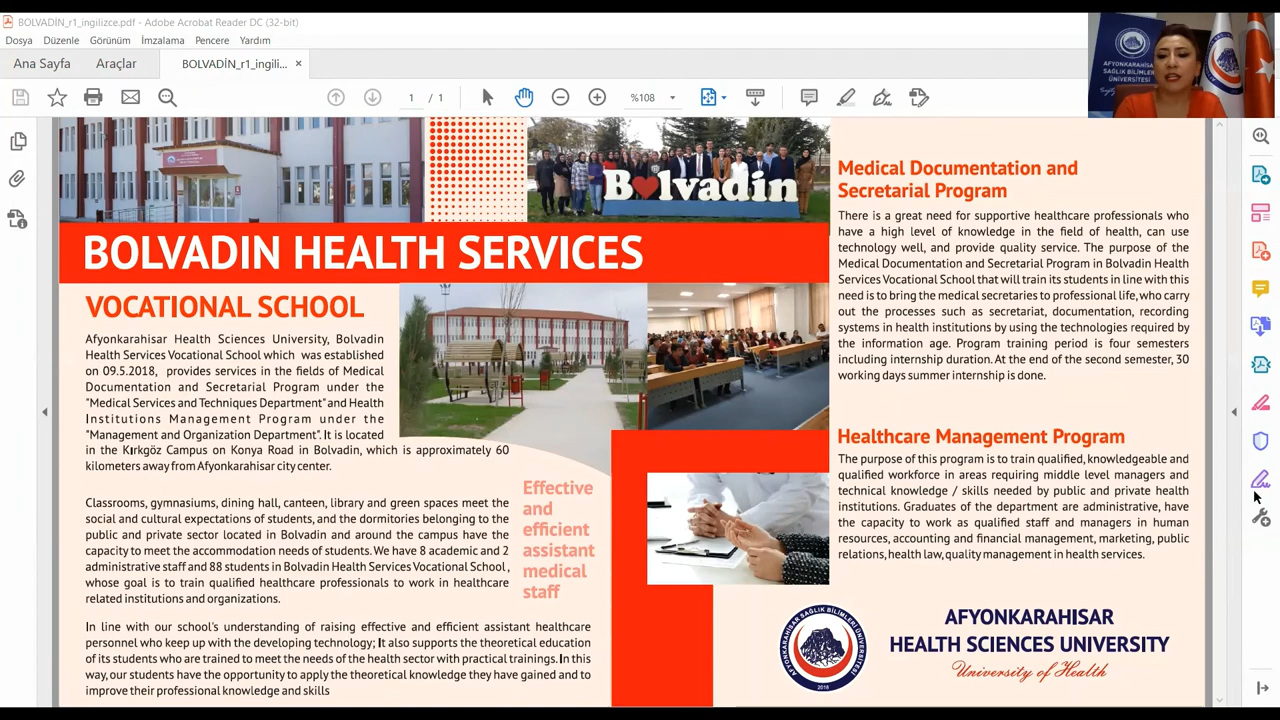 BOLVADİN_r1_ingilizce.pdf - Adobe Acrobat Reader DC (32-bit)
Dosya Düzenle Görünüm İmzalama Pencere Yardım
Ana Sayfa Araçlar BOLVADİN_r1_ingili... ×
1 / 1 %108
AFYONKARAHİSAR
SAĞLIK BİLİMLERİ
ÜNİVERSİTESİ
Bolvadin
BOLVADIN HEALTH SERVICES
VOCATIONAL SCHOOL
Afyonkarahisar Health Sciences University, Bolvadin
Health Services Vocational School which was established
on 09.5.2018, provides services in the fields of Medical
Documentation and Secretarial Program under the
"Medical Services and Techniques Department" and Health
Institutions Management Program under the
"Management and Organization Department". It is located
in the Kırkgöz Campus on Konya Road in Bolvadin, which is approximately 60
kilometers away from Afyonkarahisar city center.
Classrooms, gymnasiums, dining hall, canteen, library and green spaces meet the
social and cultural expectations of students, and the dormitories belonging to the
public and private sector located in Bolvadin and around the campus have the
capacity to meet the accommodation needs of students. We have 8 academic and 2
administrative staff and 88 students in Bolvadin Health Services Vocational School ,
whose goal is to train qualified healthcare professionals to work in healthcare
related institutions and organizations.
In line with our school's understanding of raising effective and efficient assistant healthcare
personnel who keep up with the developing technology; It also supports the theoretical education
of its students who are trained to meet the needs of the health sector with practical trainings. In this
way, our students have the opportunity to apply the theoretical knowledge they have gained and to
improve their professional knowledge and skills
Effective
and
efficient
assistant
medical
staff
Medical Documentation and
Secretarial Program
There is a great need for supportive healthcare professionals who
have a high level of knowledge in the field of health, can use
technology well, and provide quality service. The purpose of the
Medical Documentation and Secretarial Program in Bolvadin Health
Services Vocational School that will train its students in line with this
need is to bring the medical secretaries to professional life, who carry
out the processes such as secretariat, documentation, recording
systems in health institutions by using the technologies required by
the information age. Program training period is four semesters
including internship duration. At the end of the second semester, 30
working days summer internship is done.
Healthcare Management Program
The purpose of this program is to train qualified, knowledgeable and
qualified workforce in areas requiring middle level managers and
technical knowledge / skills needed by public and private health
institutions. Graduates of the department are administrative, have
the capacity to work as qualified staff and managers in human
resources, accounting and financial management, marketing, public
relations, health law, quality management in health services.
AFYONKARAHİSAR SAĞLIK BİLİMLERİ ÜNİVERSİTESİ
2018
AFYONKARAHISAR
HEALTH SCIENCES UNIVERSITY
University of Health